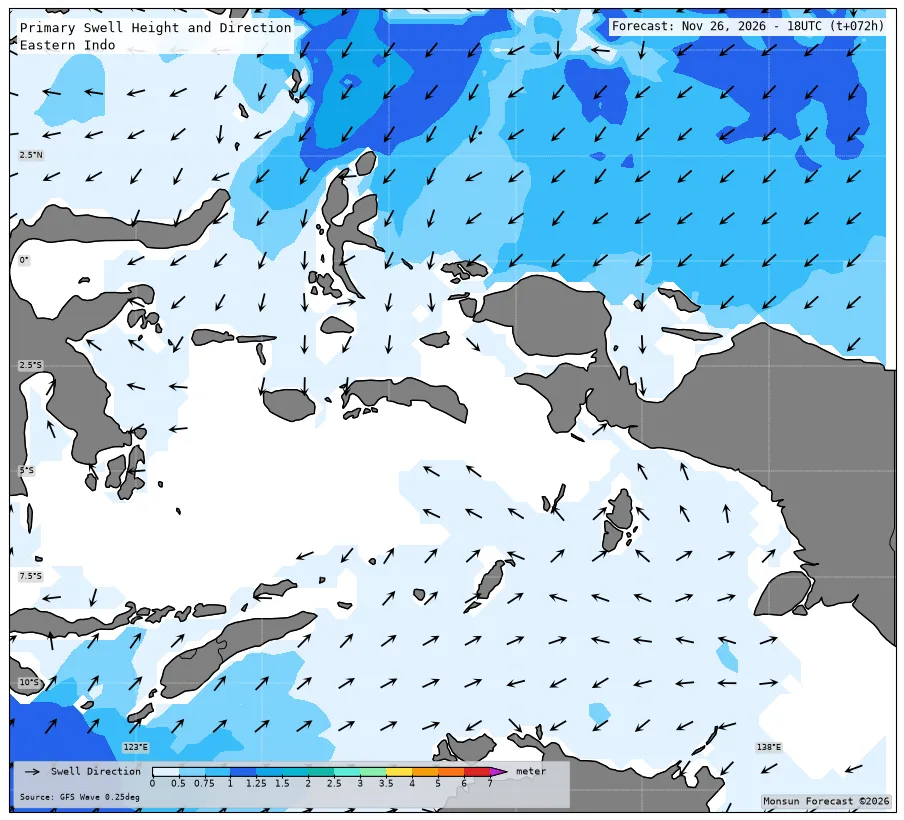 Primary Swell Height and Direction
Eastern Indo
Forecast: Nov 26, 2026 - 18UTC (t+072h)
2.5°N
0°
2.5°S
5°S
7.5°S
10°S
123°E
138°E
Swell Direction
meter
0 0.5 0.75 1 1.25 1.5 2 2.5 3 3.5 4 5 6 7
Source: GFS Wave 0.25deg
Monsun Forecast ©2026